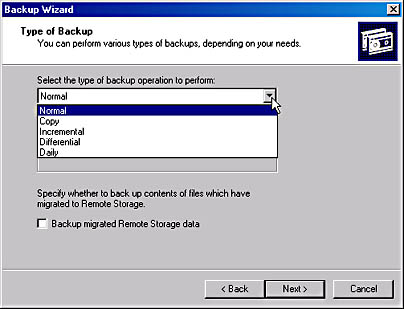 Backup Wizard
Type of Backup
You can perform various types of backups, depending on your needs.
Select the type of backup operation to perform:
Normal
Normal
Copy
Incremental
Differential
Daily
Specify whether to back up contents of files which have
migrated to Remote Storage.
Backup migrated Remote Storage data
< Back
Next >
Cancel